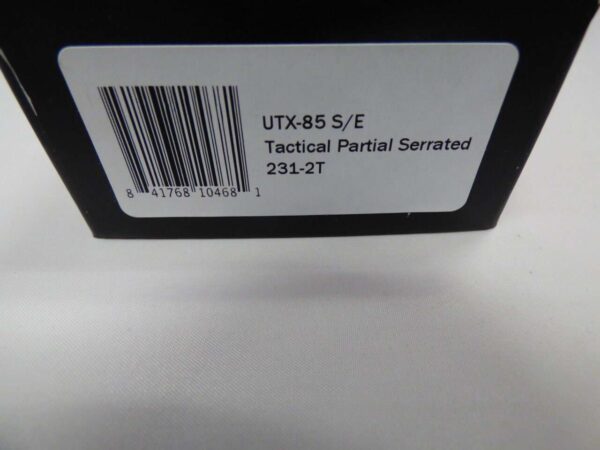 UTX-85 S/E
Tactical Partial Serrated
231-2T
8 41768 10468 1